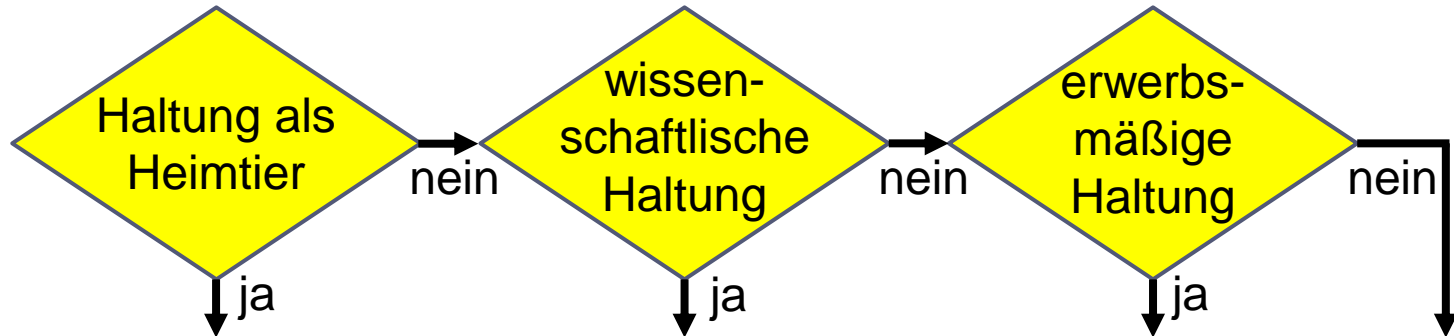 Haltung als
Heimtier
nein
ja
wissen-
schaftlische
Haltung
nein
ja
erwerbs-
mäßige
Haltung
nein
ja